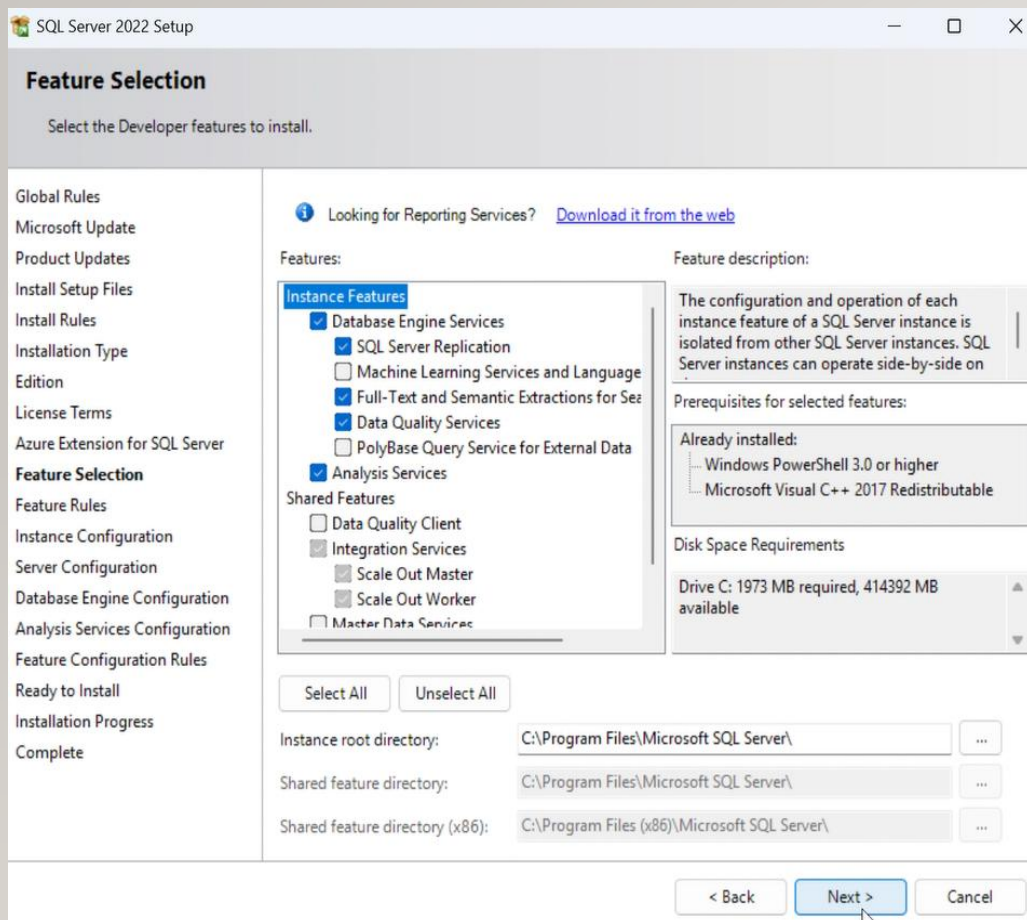 SQL Server 2022 Setup
Feature Selection
Select the Developer features to install.
Global Rules
Microsoft Update
Product Updates
Install Setup Files
Install Rules
Installation Type
Edition
License Terms
Azure Extension for SQL Server
Feature Selection
Feature Rules
Instance Configuration
Server Configuration
Database Engine Configuration
Analysis Services Configuration
Feature Configuration Rules
Ready to Install
Installation Progress
Complete
Looking for Reporting Services? Download it from the web
Features:
Instance Features
Database Engine Services
SQL Server Replication
Machine Learning Services and Language
Full-Text and Semantic Extractions for Sea
Data Quality Services
PolyBase Query Service for External Data
Analysis Services
Shared Features
Data Quality Client
Integration Services
Scale Out Master
Scale Out Worker
Master Data Services
Feature description:
The configuration and operation of each
instance feature of a SQL Server instance is
isolated from other SQL Server instances. SQL
Server instances can operate side-by-side on
Prerequisites for selected features:
Already installed:
Windows PowerShell 3.0 or higher
Microsoft Visual C++ 2017 Redistributable
Disk Space Requirements
Drive C: 1973 MB required, 414392 MB
available
Select All
Unselect All
Instance root directory: C:\Program Files\Microsoft SQL Server\ ...
Shared feature directory: C:\Program Files\Microsoft SQL Server\ ...
Shared feature directory (x86): C:\Program Files (x86)\Microsoft SQL Server\ ...
< Back
Next >
Cancel